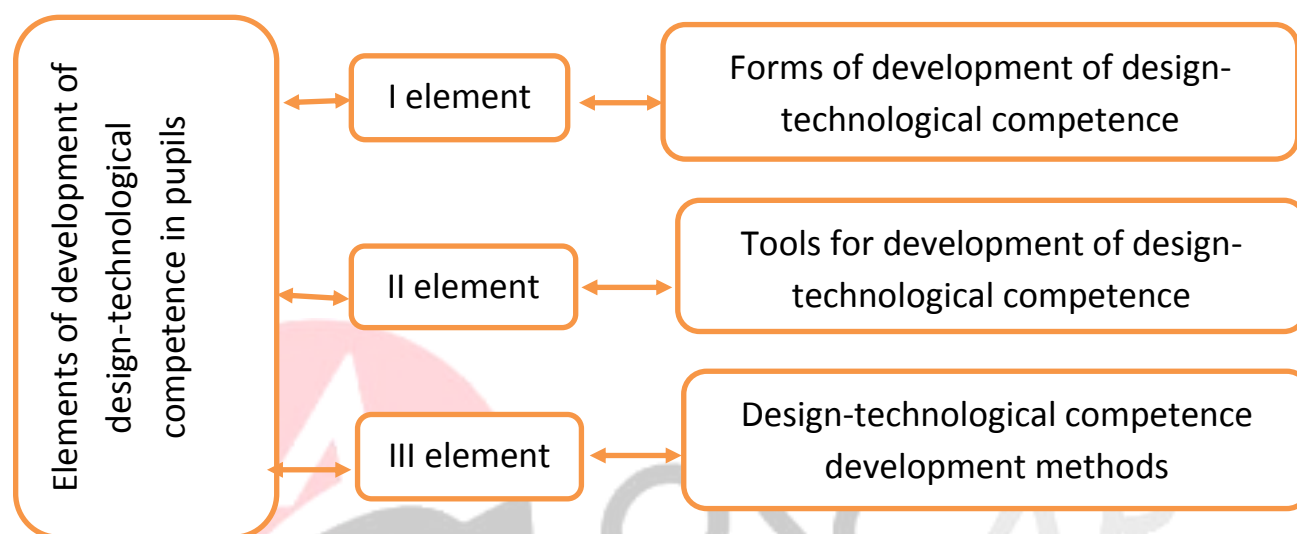 Elements of development of
design-technological
competence in pupils
I element
Forms of development of design-
technological competence
II element
Tools for development of design-
technological competence
III element
Design-technological competence
development methods